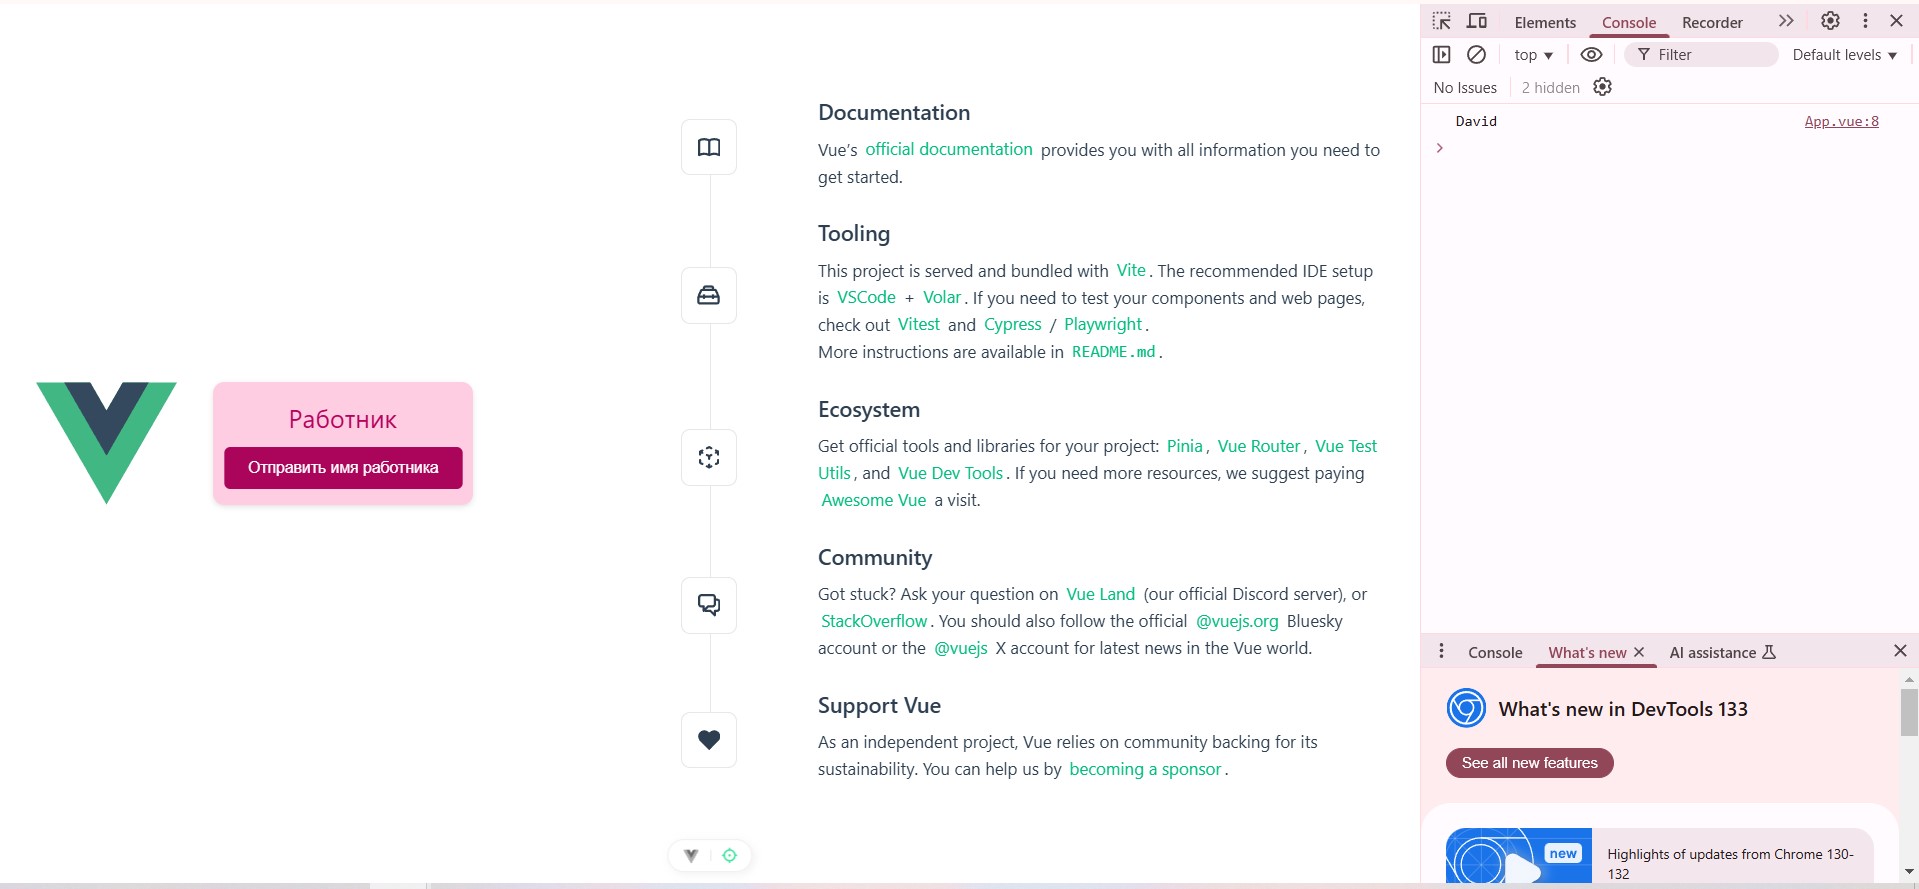 Работник
Отправить имя работника
Documentation
Vue’s official documentation provides you with all information you need to
get started.
Tooling
This project is served and bundled with Vite. The recommended IDE setup
is VSCode + Volar. If you need to test your components and web pages,
check out Vitest and Cypress / Playwright.
More instructions are available in README.md.
Ecosystem
Get official tools and libraries for your project: Pinia, Vue Router, Vue Test
Utils, and Vue Dev Tools. If you need more resources, we suggest paying
Awesome Vue a visit.
Community
Got stuck? Ask your question on Vue Land (our official Discord server), or
StackOverflow. You should also follow the official @vuejs.org Bluesky
account or the @vuejs X account for latest news in the Vue world.
Support Vue
As an independent project, Vue relies on community backing for its
sustainability. You can help us by becoming a sponsor.
Elements Console Recorder
top Filter Default levels
No Issues 2 hidden
David App.vue:8
Console What's new AI assistance
What's new in DevTools 133
See all new features
new
Highlights of updates from Chrome 130-
132